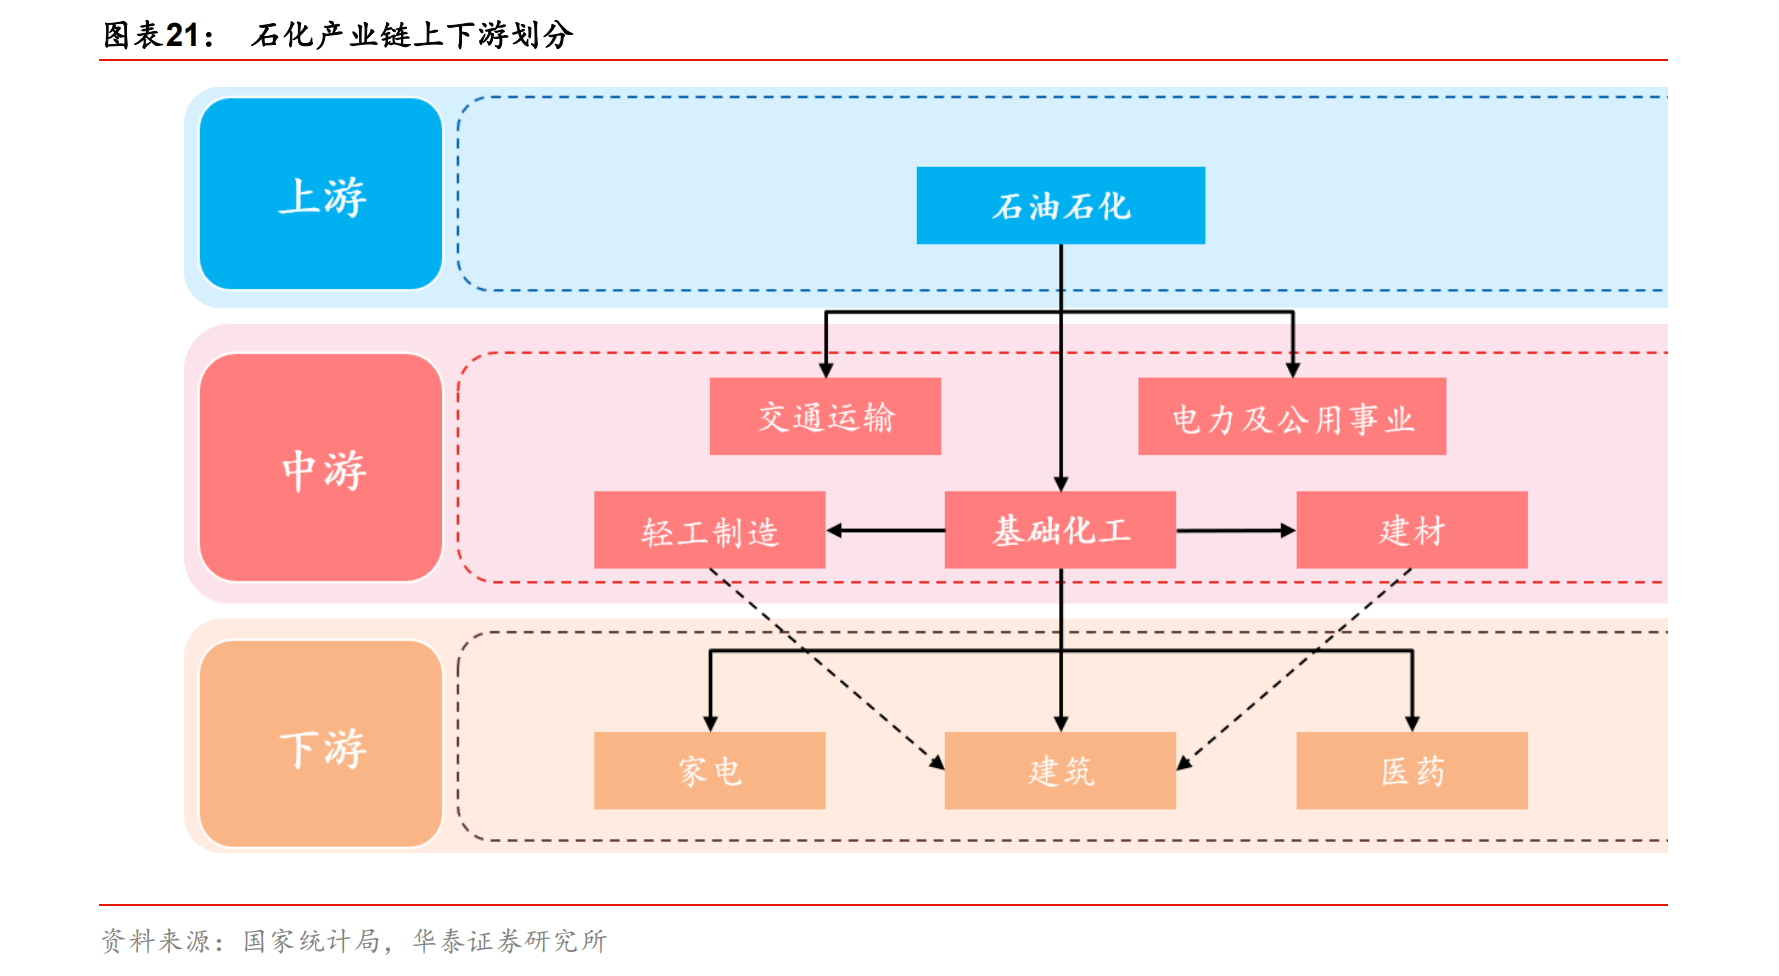 图表21： 石化产业链上下游划分
上游
石油石化
中游
交通运输
电力及公用事业
轻工制造
基础化工
建材
下游
家电
建筑
医药
资料来源：国家统计局，华泰证券研究所